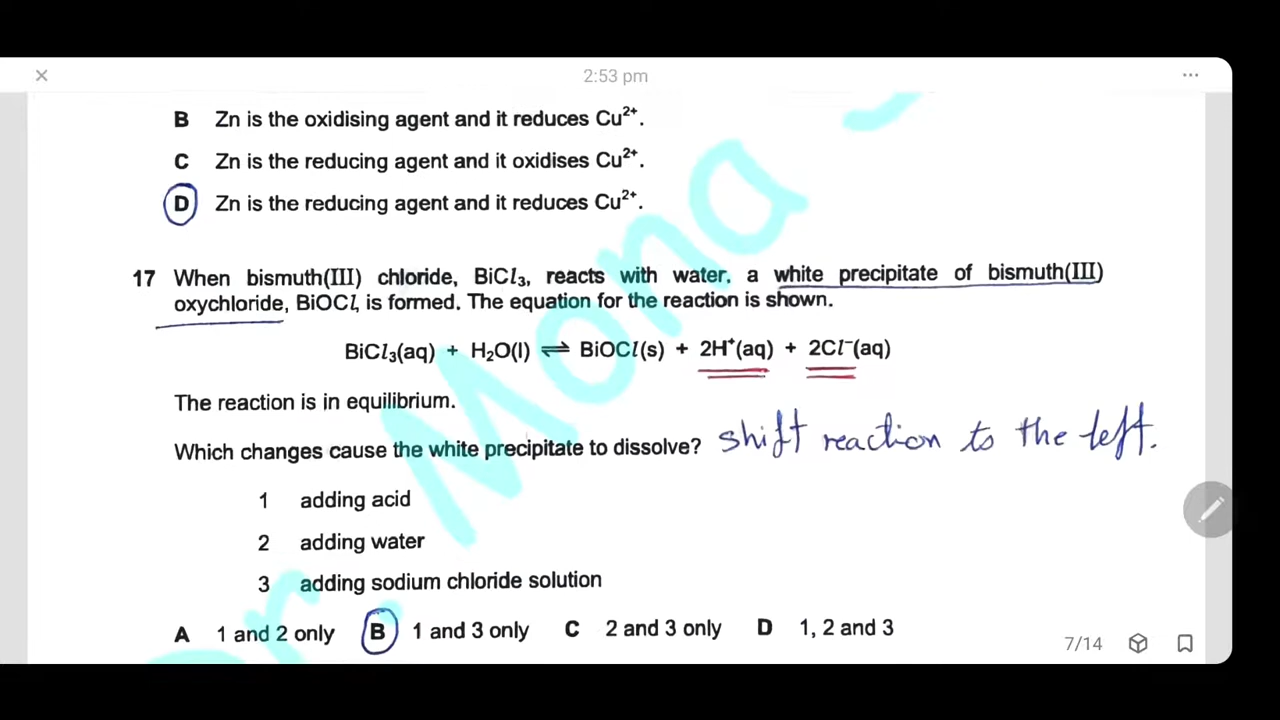 2:53 pm
B Zn is the oxidising agent and it reduces Cu²⁺.
C Zn is the reducing agent and it oxidises Cu²⁺.
D Zn is the reducing agent and it reduces Cu²⁺.
17 When bismuth(III) chloride, BiCl₃, reacts with water, a white precipitate of bismuth(III)
oxychloride, BiOCl, is formed. The equation for the reaction is shown.
BiCl₃(aq) + H₂O(l) ⇌ BiOCl(s) + 2H⁺(aq) + 2Cl⁻(aq)
The reaction is in equilibrium.
Which changes cause the white precipitate to dissolve? shift reaction to the left.
1 adding acid
2 adding water
3 adding sodium chloride solution
A 1 and 2 only B 1 and 3 only C 2 and 3 only D 1, 2 and 3
7/14
Dr. Mona S